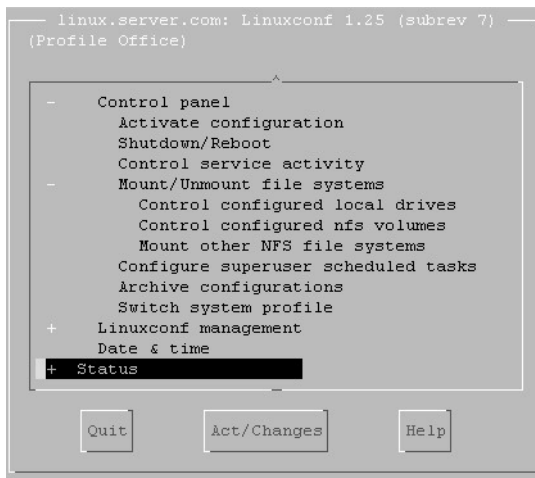 linux.server.com: Linuxconf 1.25 (subrev 7)
(Profile Office)
- Control panel
Activate configuration
Shutdown/Reboot
Control service activity
- Mount/Unmount file systems
Control configured local drives
Control configured nfs volumes
Mount other NFS file systems
Configure superuser scheduled tasks
Archive configurations
Switch system profile
+ Linuxconf management
Date & time
+ Status
Quit Act/Changes Help